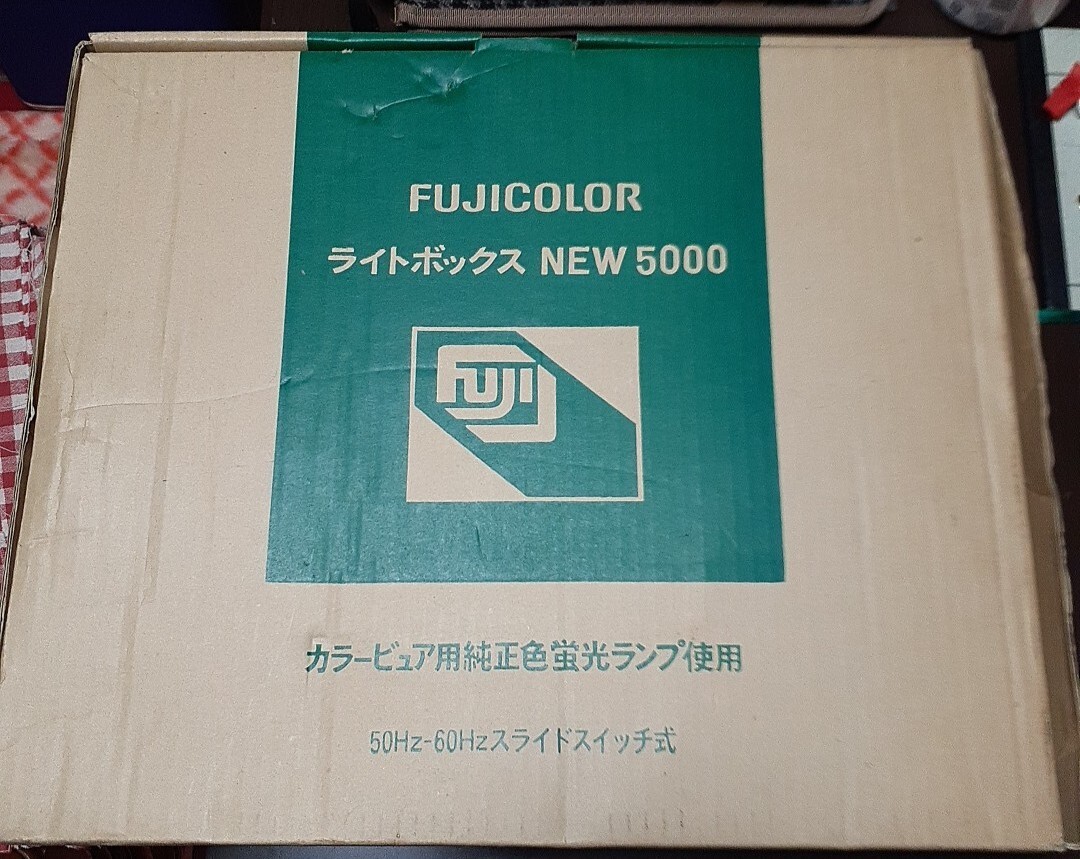 FUJICOLOR
ライトボックス NEW 5000
FUJI
カラービュア用純正色蛍光ランプ使用
50Hz-60Hzスライドスイッチ式